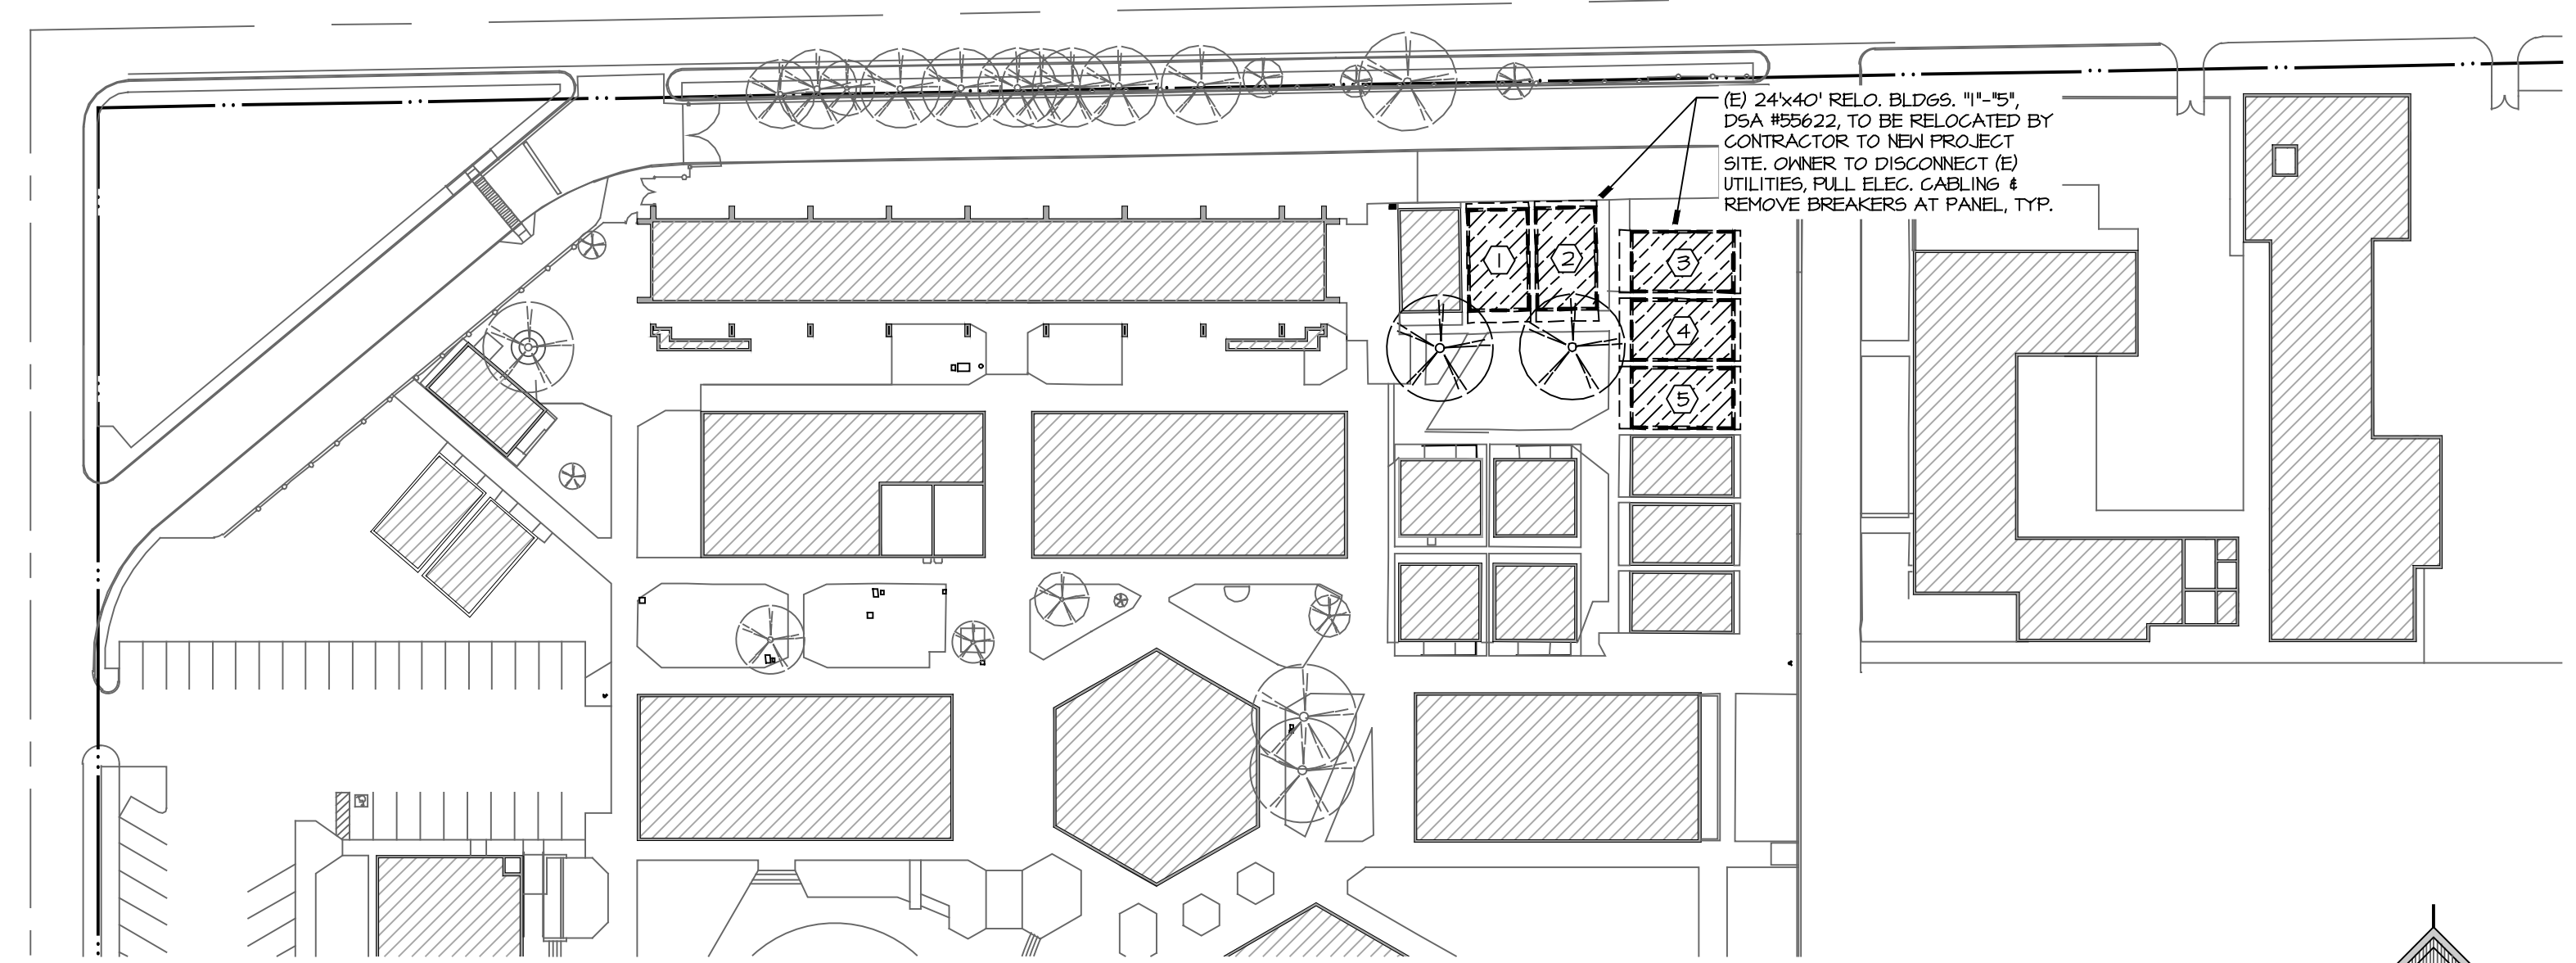 (E) 24'x40' RELO. BLDGS. "1"-"5",
DSA #55622, TO BE RELOCATED BY
CONTRACTOR TO NEW PROJECT
SITE. OWNER TO DISCONNECT (E)
UTILITIES, PULL ELEC. CABLING &
REMOVE BREAKERS AT PANEL, TYP.
1
2
3
4
5